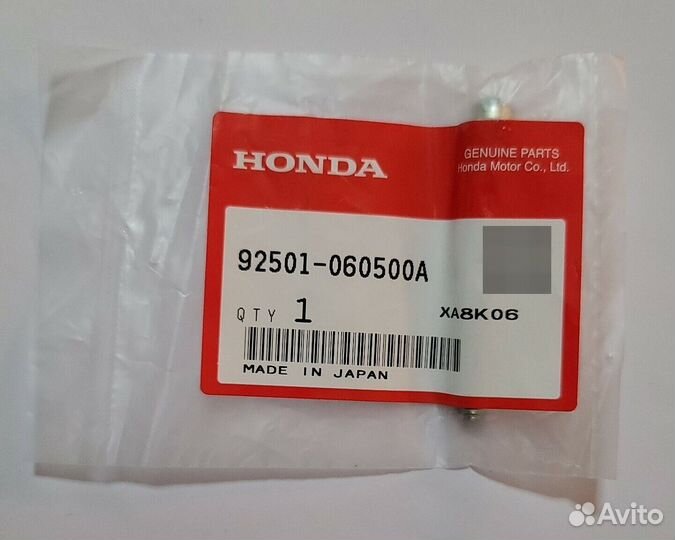 HONDA
GENUINE PARTS
Honda Motor Co., Ltd.
92501-060500A
QTY 1
XA8K06
MADE IN JAPAN
Avito